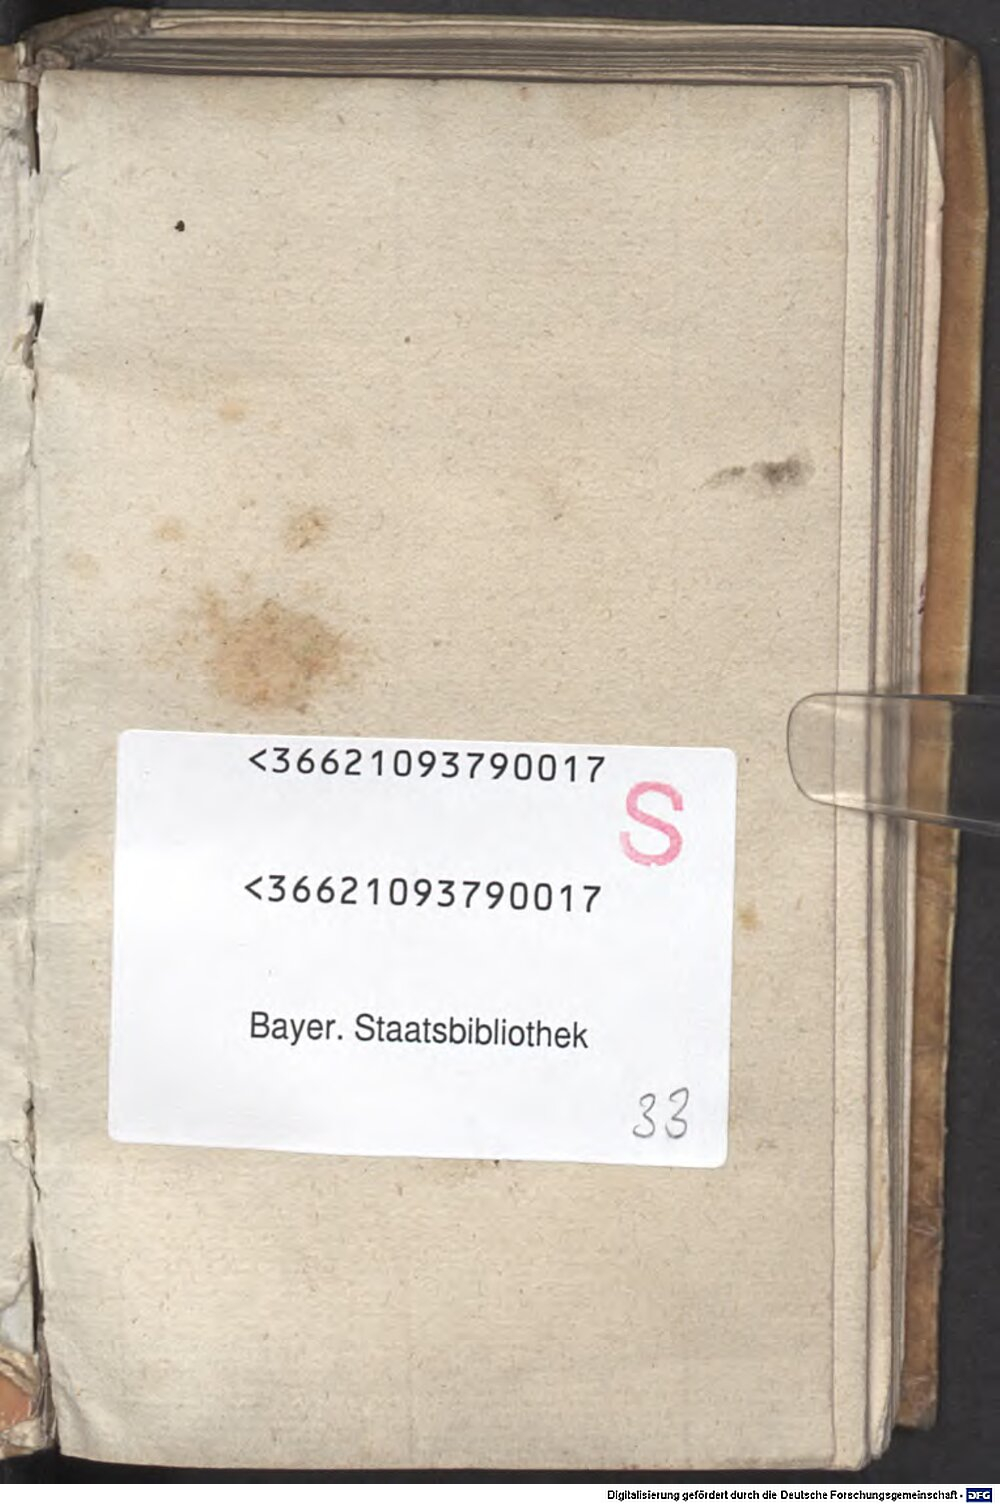 <36621093790017
S
<36621093790017
Bayer. Staatsbibliothek
33
Digitalisierung gefördert durch die Deutsche Forschungsgemeinschaft - DFG